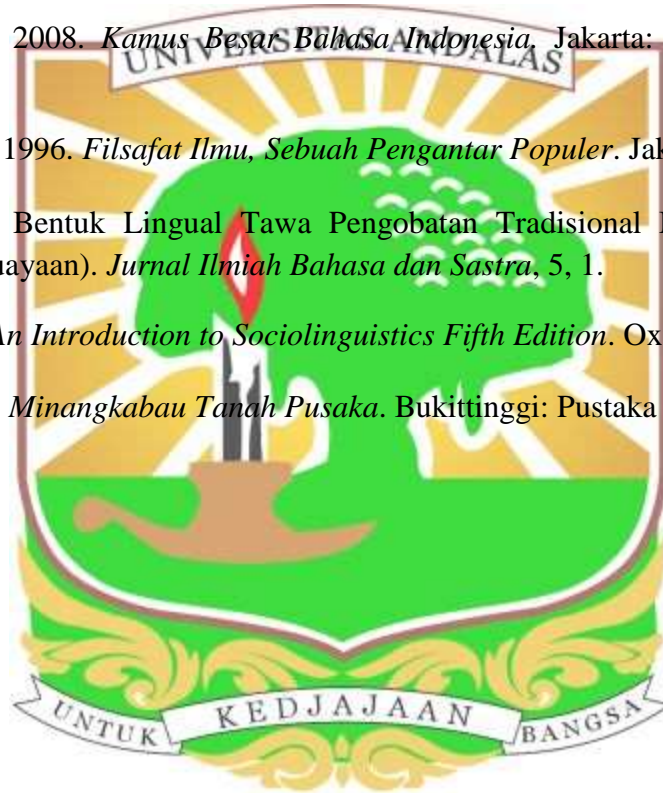 2008. Kamus Besar Bahasa Indonesia. Jakarta:
UNIVERSITAS ANDALAS
1996. Filsafat Ilmu, Sebuah Pengantar Populer. Jak
Bentuk Lingual Tawa Pengobatan Tradisional
uayaan). Jurnal Ilmiah Bahasa dan Sastra, 5, 1.
An Introduction to Sociolinguistics Fifth Edition. Ox
Minangkabau Tanah Pusaka. Bukittinggi: Pustaka
UNTUK KEDJAJAAN BANGSA